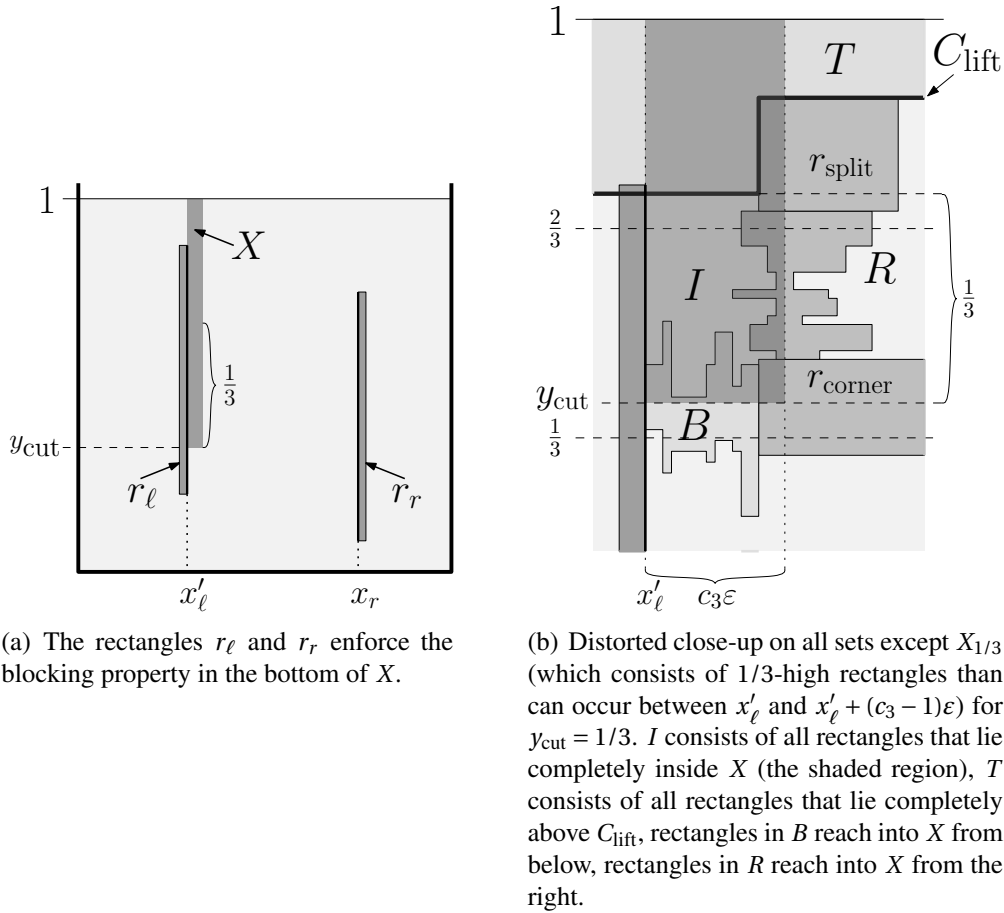 1
X
1/3
y_cut
r_ℓ
r_r
x′_ℓ
x_r
(a) The rectangles r_ℓ and r_r enforce the
blocking property in the bottom of X.
1
T
C_lift
r_split
2/3
I
R
1/3
r_corner
y_cut
B
1/3
x′_ℓ
c₃ε
(b) Distorted close-up on all sets except X_{1/3}
(which consists of 1/3-high rectangles than
can occur between x′_ℓ and x′_ℓ + (c₃ − 1)ε) for
y_cut = 1/3. I consists of all rectangles that lie
completely inside X (the shaded region), T
consists of all rectangles that lie completely
above C_lift, rectangles in B reach into X from
below, rectangles in R reach into X from the
right.